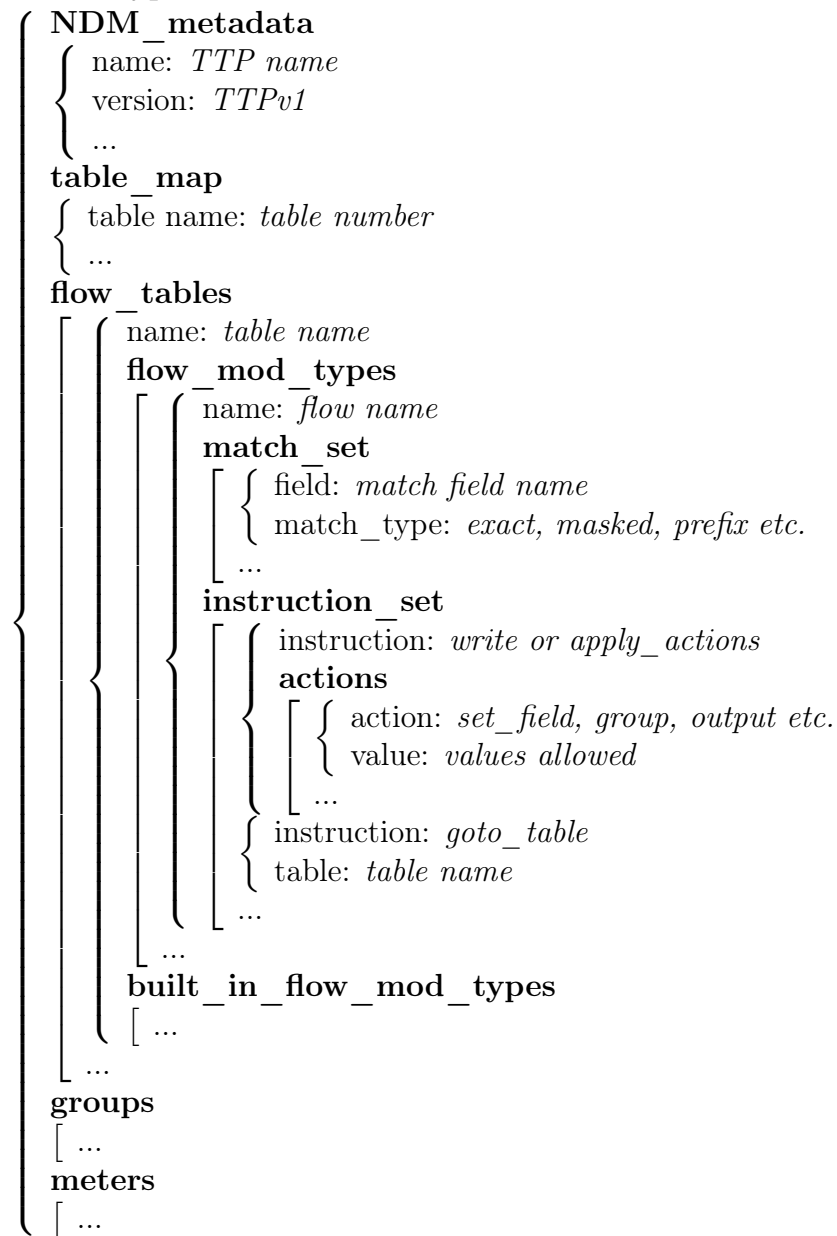 NDM_metadata
name: TTP name
version: TTPv1
...
table_map
table name: table number
...
flow_tables
name: table name
flow_mod_types
name: flow name
match_set
field: match field name
match_type: exact, masked, prefix etc.
...
instruction_set
instruction: write or apply_actions
actions
action: set_field, group, output etc.
value: values allowed
...
instruction: goto_table
table: table name
...
...
built_in_flow_mod_types
[ ...
...
groups
[ ...
meters
[ ...